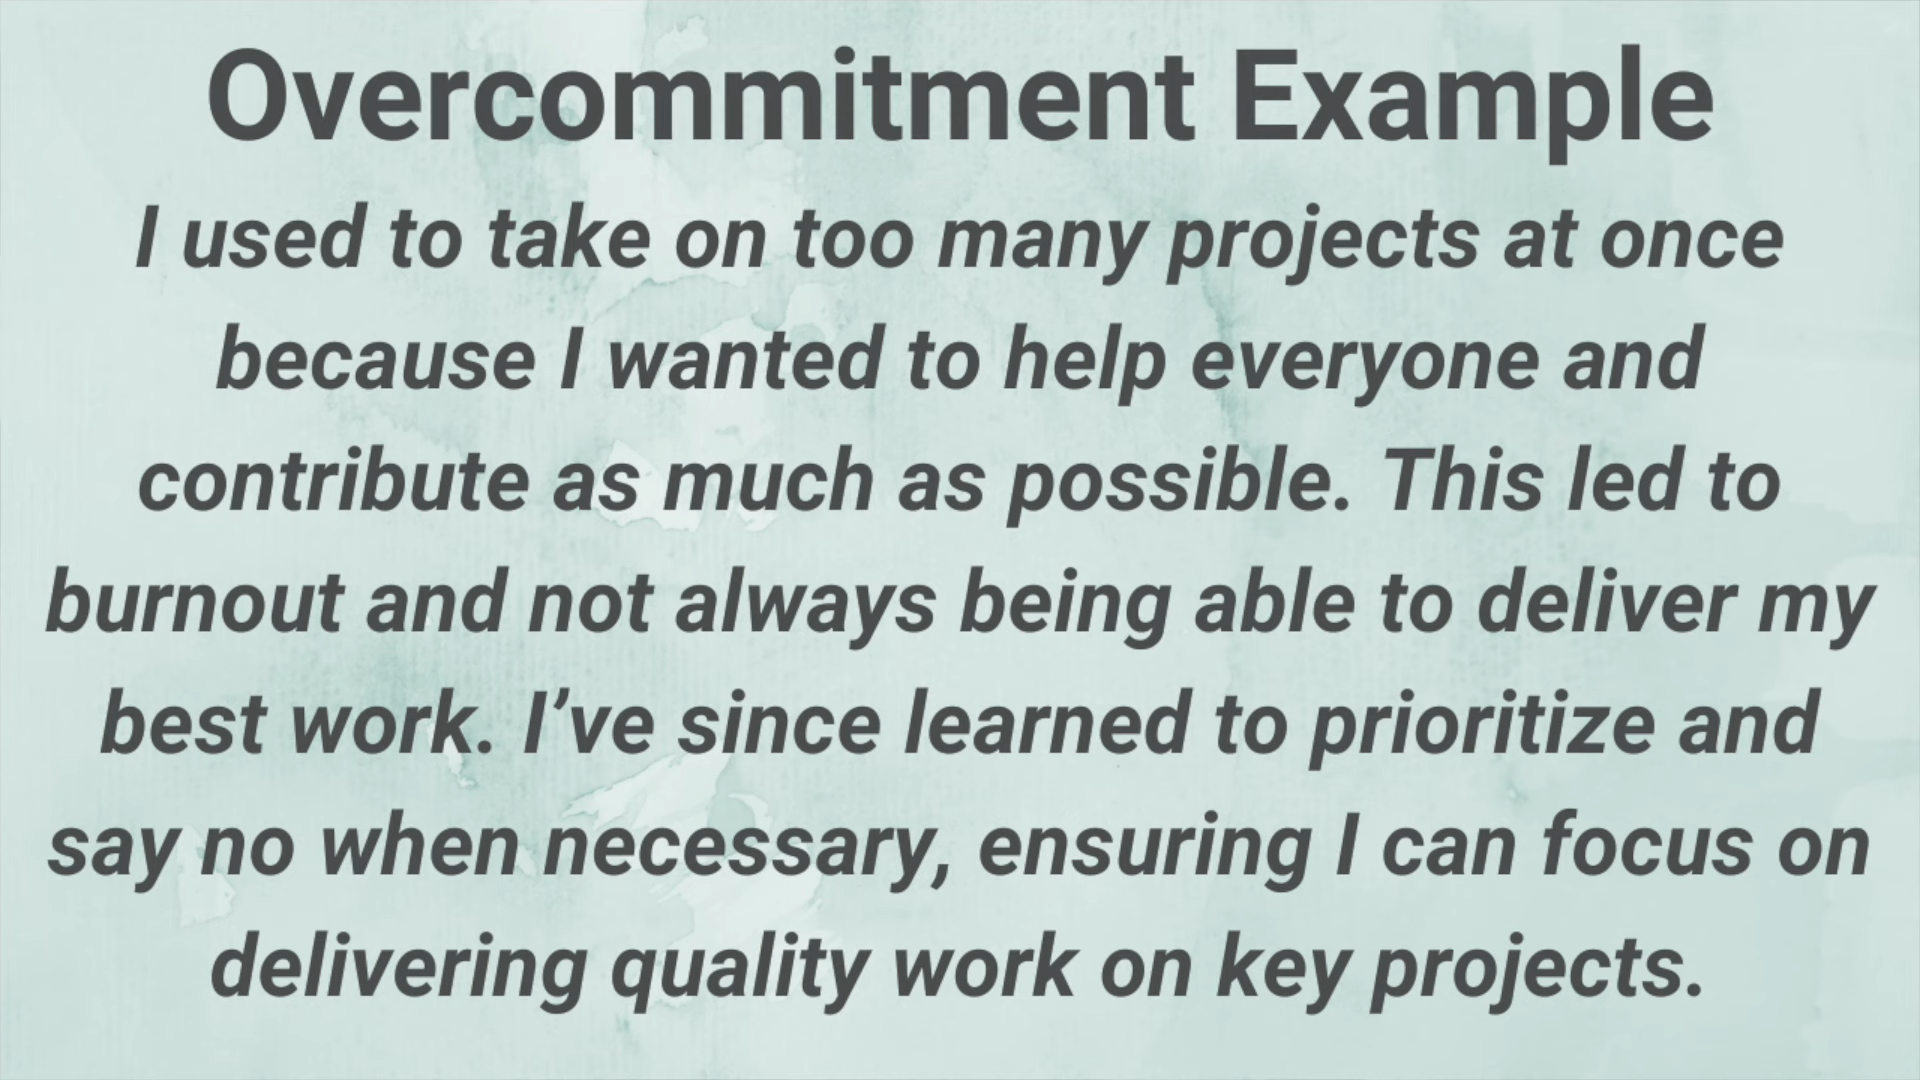 Overcommitment Example
I used to take on too many projects at once
because I wanted to help everyone and
contribute as much as possible. This led to
burnout and not always being able to deliver my
best work. I’ve since learned to prioritize and
say no when necessary, ensuring I can focus on
delivering quality work on key projects.